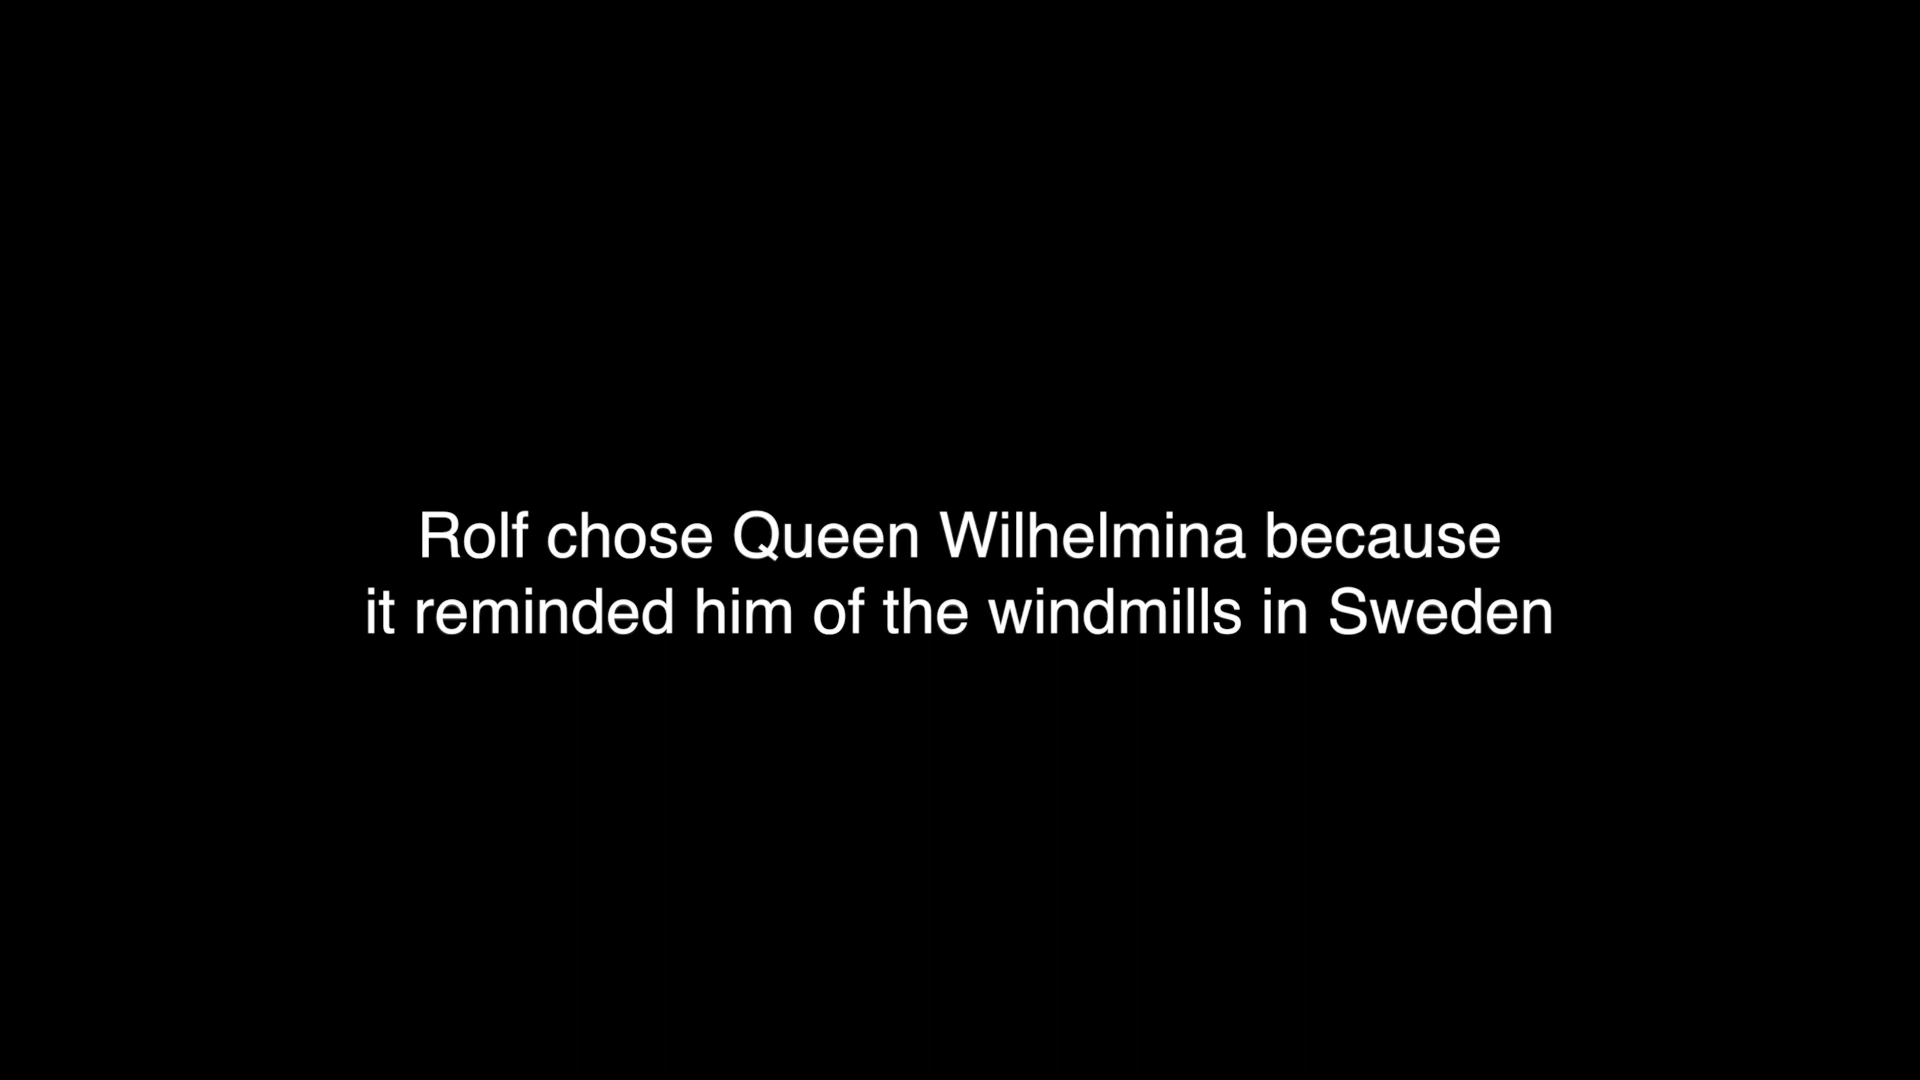 Rolf chose Queen Wilhelmina because
it reminded him of the windmills in Sweden